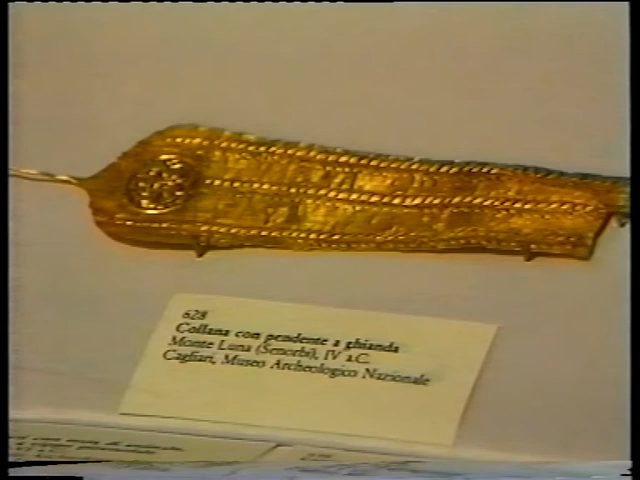 628
Collana con pendente a ghianda
Monte Luna (Senorbì), IV a.C.
Cagliari, Museo Archeologico Nazionale